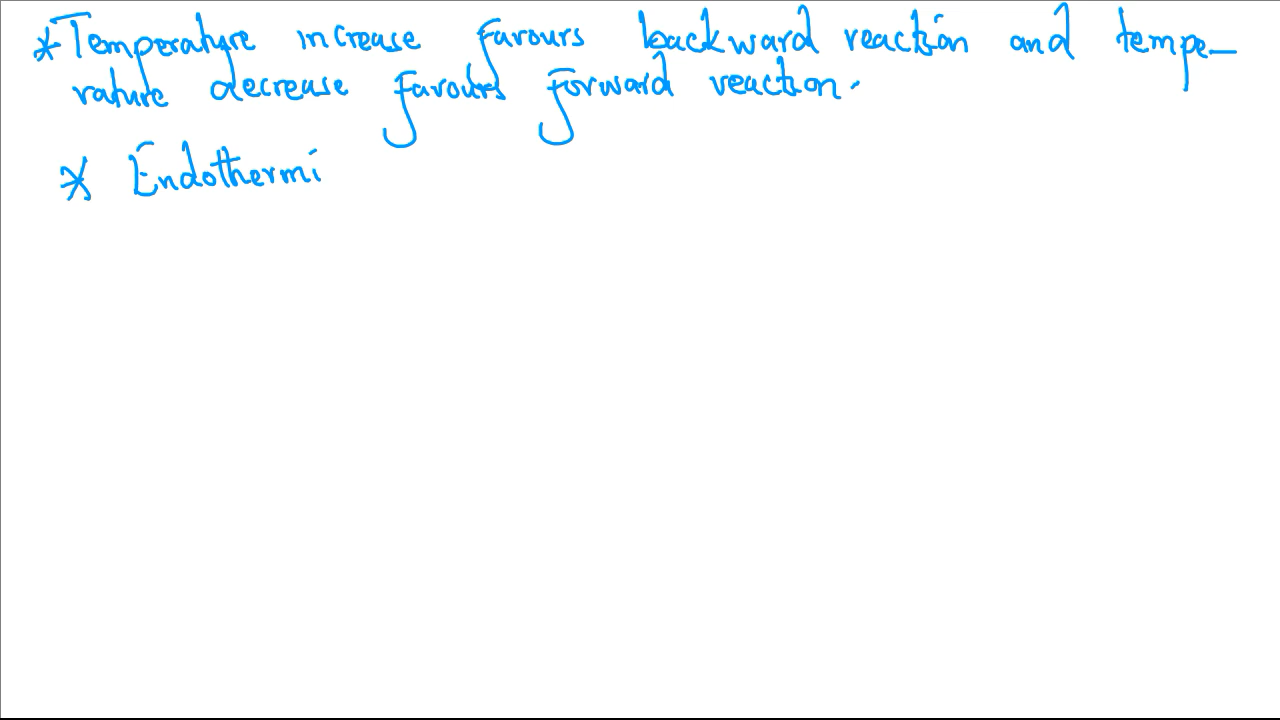 *Temperature increase favours backward reaction and tempe-
rature decrease favours forward reaction.
* Endothermi